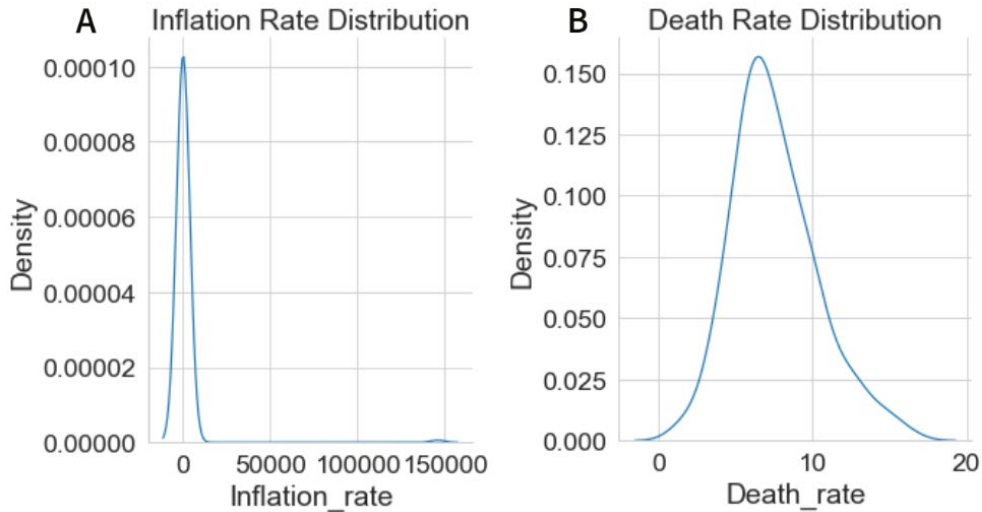 A
Inflation Rate Distribution
0.00010
0.00008
0.00006
0.00004
0.00002
0.00000
Density
0 50000 100000 150000
Inflation_rate
B
Death Rate Distribution
0.150
0.125
0.100
0.075
0.050
0.025
0.000
Density
0 10 20
Death_rate